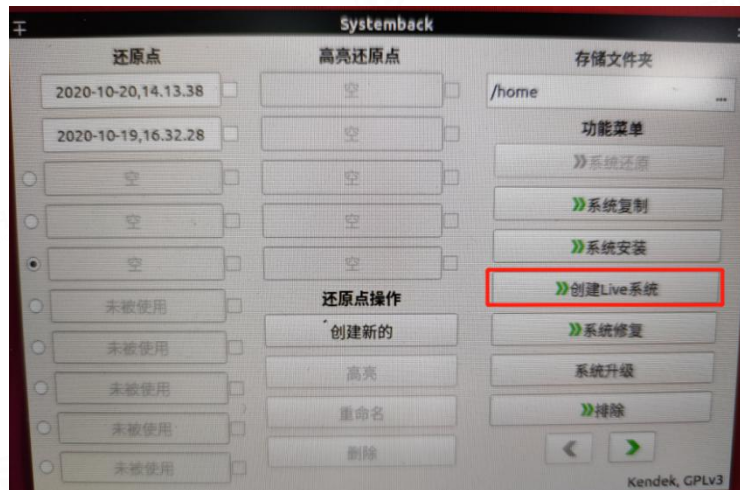 Systemback
还原点
2020-10-20,14.13.38
2020-10-19,16.32.28
空
空
空
未被使用
未被使用
未被使用
未被使用
未被使用
高亮还原点
空
空
空
空
空
还原点操作
创建新的
高亮
重命名
删除
存储文件夹
/home
...
功能菜单
系统还原
系统复制
系统安装
创建Live系统
系统修复
系统升级
排除
Kendek, GPLv3